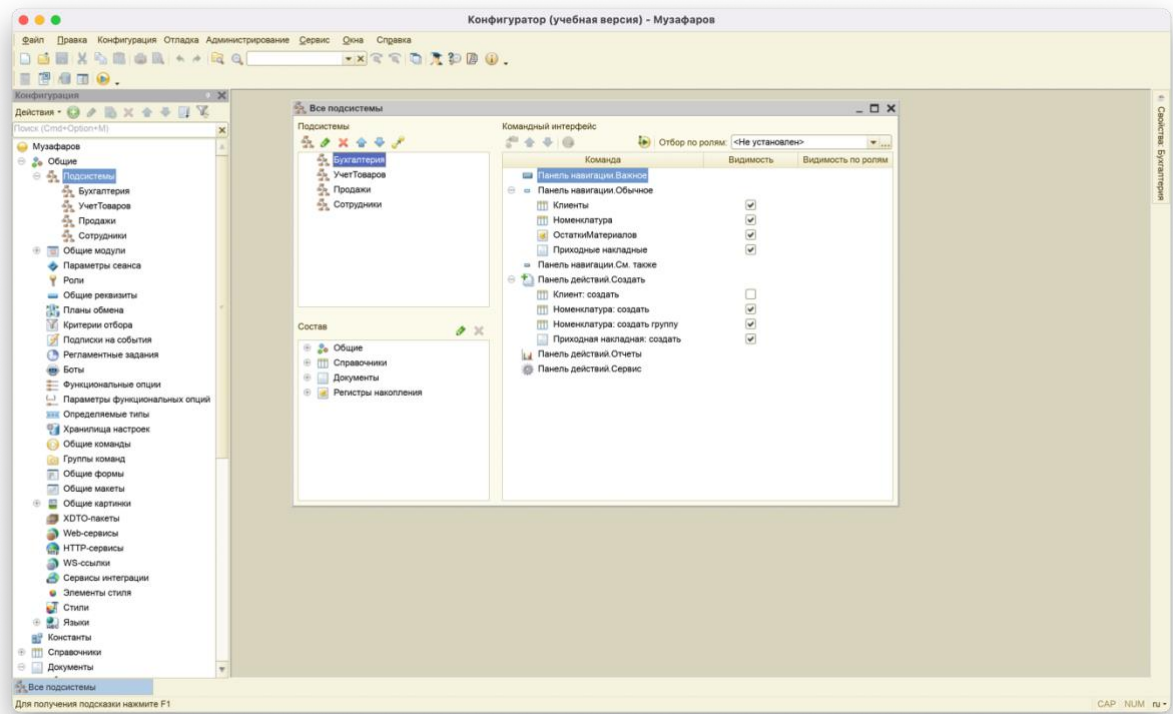 Конфигуратор (учебная версия) - Музафаров
Файл Правка Конфигурация Отладка Администрирование Сервис Окна Справка
Конфигурация
Действия
Поиск (Cmd+Option+M)
Музафаров
Общие
Подсистемы
Бухгалтерия
УчетТоваров
Продажи
Сотрудники
Общие модули
Параметры сеанса
Роли
Общие реквизиты
Планы обмена
Критерии отбора
Подписки на события
Регламентные задания
Боты
Функциональные опции
Параметры функциональных опций
Определяемые типы
Хранилища настроек
Общие команды
Группы команд
Общие формы
Общие макеты
Общие картинки
XDTO-пакеты
Web-сервисы
HTTP-сервисы
WS-ссылки
Сервисы интеграции
Элементы стиля
Стили
Языки
Константы
Справочники
Документы
Все подсистемы
Подсистемы
Бухгалтерия
УчетТоваров
Продажи
Сотрудники
Состав
Общие
Справочники
Документы
Регистры накопления
Командный интерфейс
Отбор по ролям: <Не установлен>
Команда Видимость Видимость по ролям
Панель навигации.Важное
Панель навигации.Обычное
Клиенты
Номенклатура
ОстаткиМатериалов
Приходные накладные
Панель навигации.См. также
Панель действий.Создать
Клиент: создать
Номенклатура: создать
Номенклатура: создать группу
Приходная накладная: создать
Панель действий.Отчеты
Панель действий.Сервис
Свойства: Бухгалтерия
Все подсистемы
Для получения подсказки нажмите F1
CAP NUM ru